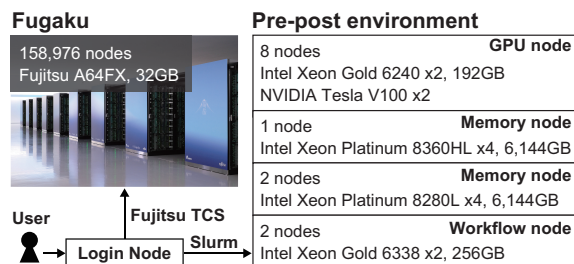 Fugaku
158,976 nodes
Fujitsu A64FX, 32GB
Pre-post environment
8 nodes GPU node
Intel Xeon Gold 6240 x2, 192GB
NVIDIA Tesla V100 x2
1 node Memory node
Intel Xeon Platinum 8360HL x4, 6,144GB
2 nodes Memory node
Intel Xeon Platinum 8280L x4, 6,144GB
2 nodes Workflow node
Intel Xeon Gold 6338 x2, 256GB
User
Fujitsu TCS
Login Node
Slurm